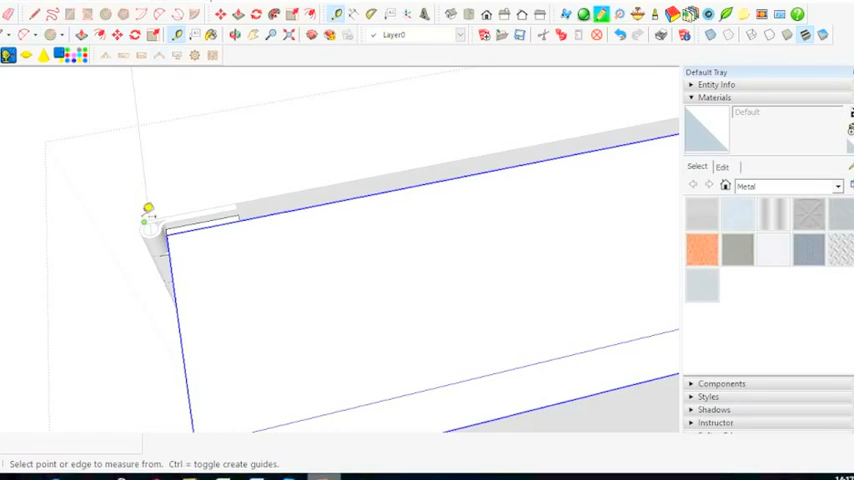 Layer0
Default Tray
Entity Info
Materials
Default
Select Edit
Metal
Components
Styles
Shadows
Instructor
Select point or edge to measure from. Ctrl = toggle create guides.